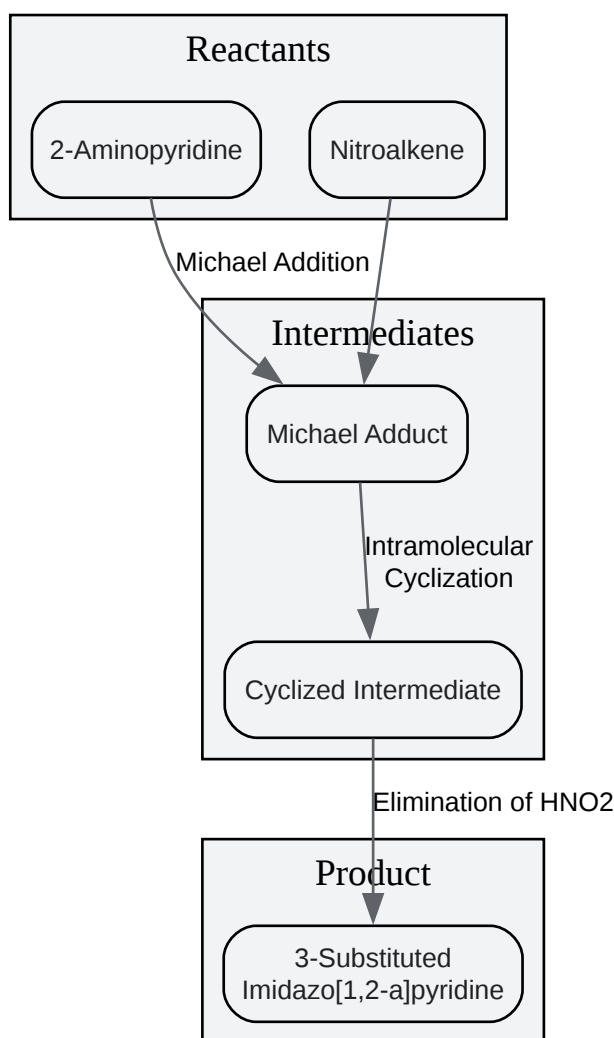 Reactants
2-Aminopyridine
Nitroalkene
Michael Addition
Intermediates
Michael Adduct
Intramolecular
Cyclization
Cyclized Intermediate
Elimination of HNO2
Product
3-Substituted
Imidazo[1,2-a]pyridine